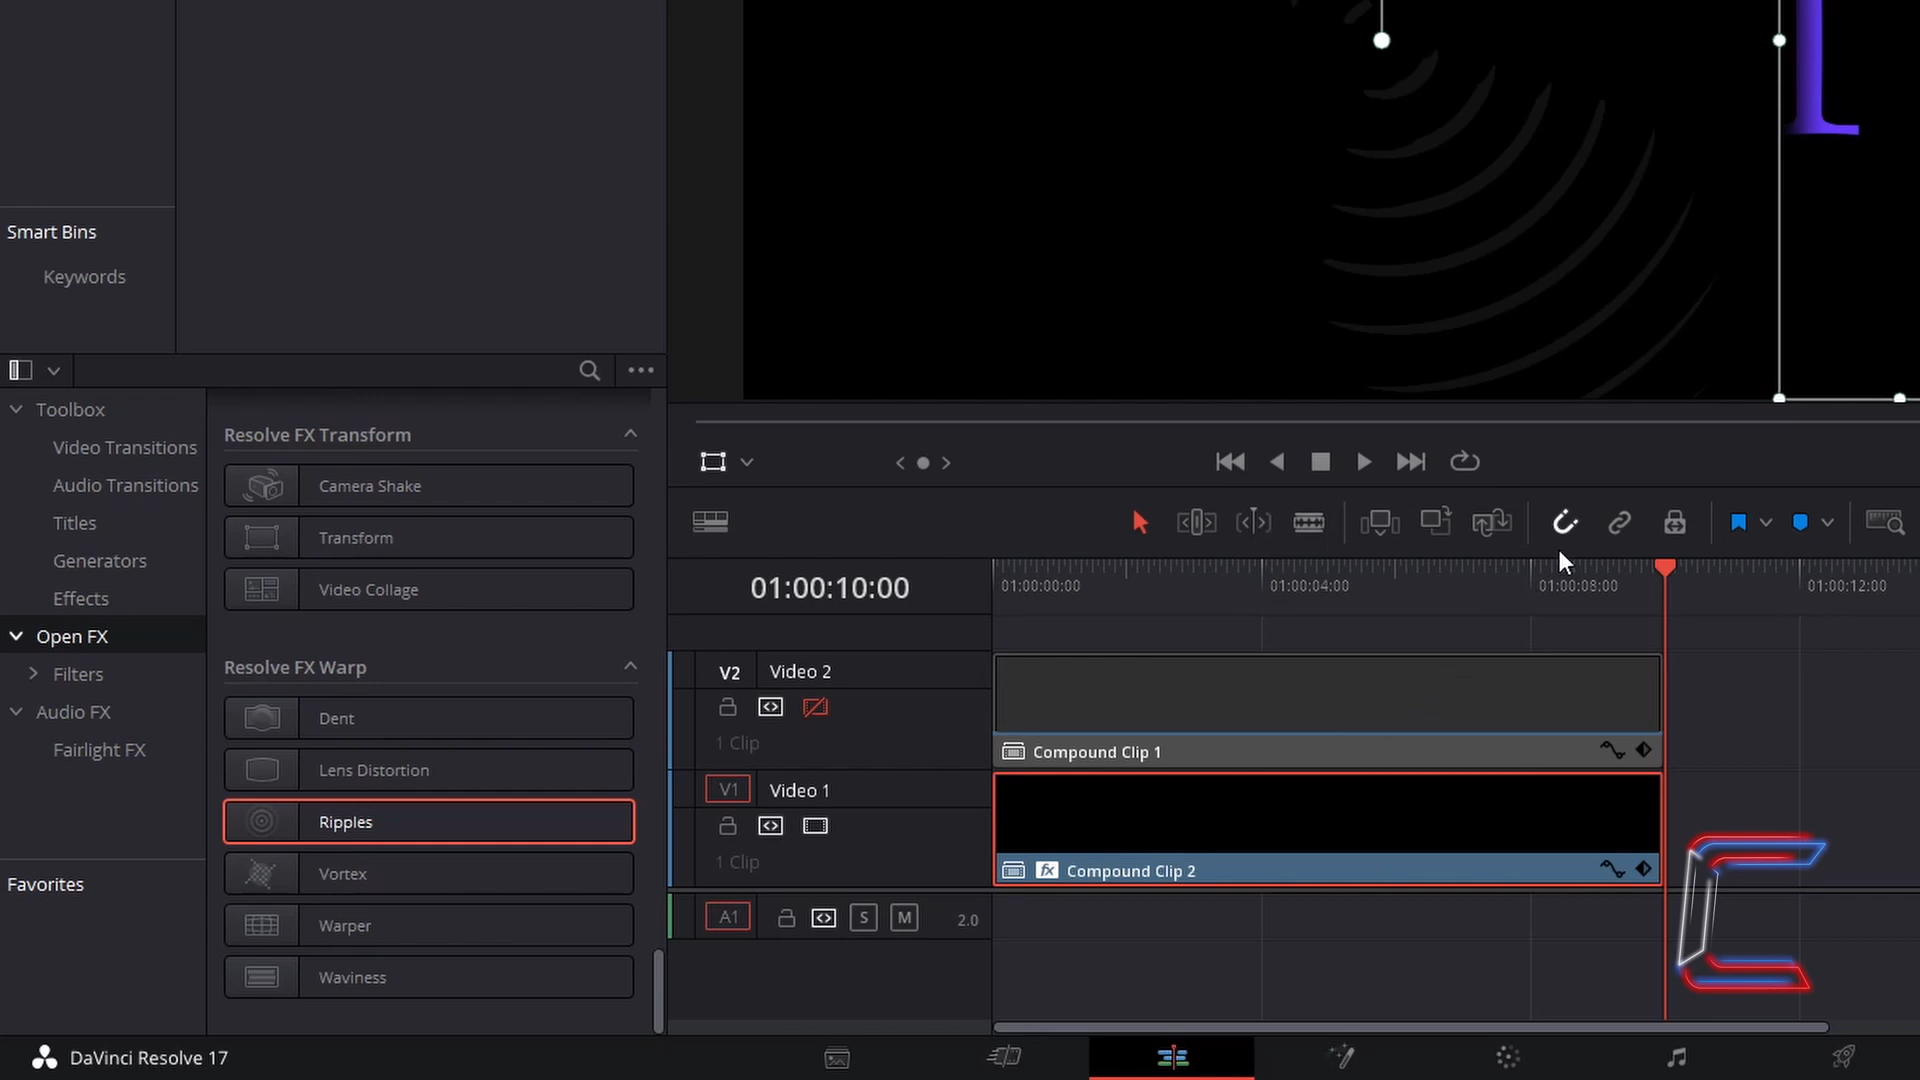 Smart Bins
Keywords
Toolbox
Video Transitions
Audio Transitions
Titles
Generators
Effects
Open FX
Filters
Audio FX
Fairlight FX
Favorites
Resolve FX Transform
Camera Shake
Transform
Video Collage
Resolve FX Warp
Dent
Lens Distortion
Ripples
Vortex
Warper
Waviness
01:00:10:00
01:00:00:00
01:00:04:00
01:00:08:00
01:00:12:00
V2
Video 2
1 Clip
Compound Clip 1
V1
Video 1
1 Clip
fx
Compound Clip 2
A1
S
M
2.0
DaVinci Resolve 17